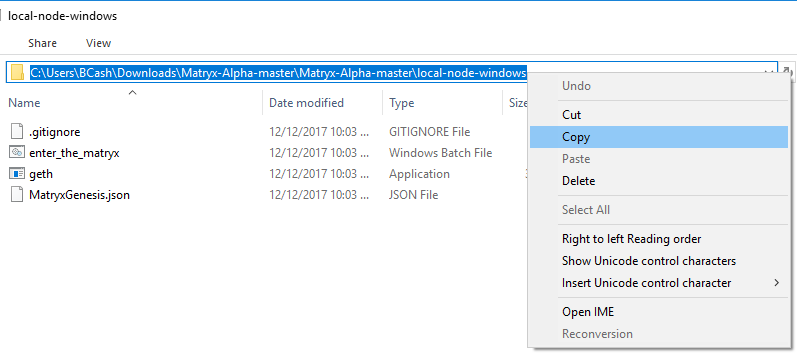 local-node-windows
Share View
C:\Users\BCash\Downloads\Matryx-Alpha-master\Matryx-Alpha-master\local-node-windows
Name Date modified Type
.gitignore 12/12/2017 10:03 ... GITIGNORE File
enter_the_matryx 12/12/2017 10:03 ... Windows Batch File
geth 12/12/2017 10:03 ... Application
MatryxGenesis.json 12/12/2017 10:03 ... JSON File
Undo
Cut
Copy
Paste
Delete
Select All
Right to left Reading order
Show Unicode control characters
Insert Unicode control character
Open IME
Reconversion